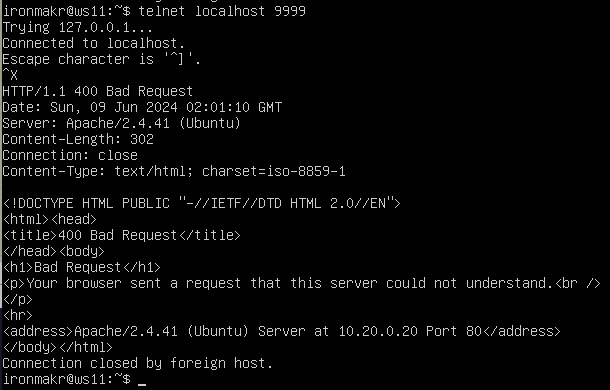 ironmakr@ws11:~$ telnet localhost 9999
Trying 127.0.0.1...
Connected to localhost.
Escape character is '^]'.
^X
HTTP/1.1 400 Bad Request
Date: Sun, 09 Jun 2024 02:01:10 GMT
Server: Apache/2.4.41 (Ubuntu)
Content-Length: 302
Connection: close
Content-Type: text/html; charset=iso-8859-1

<!DOCTYPE HTML PUBLIC "-//IETF//DTD HTML 2.0//EN">
<html><head>
<title>400 Bad Request</title>
</head><body>
<h1>Bad Request</h1>
<p>Your browser sent a request that this server could not understand.<br />
</p>
<hr>
<address>Apache/2.4.41 (Ubuntu) Server at 10.20.0.20 Port 80</address>
</body></html>
Connection closed by foreign host.
ironmakr@ws11:~$ _